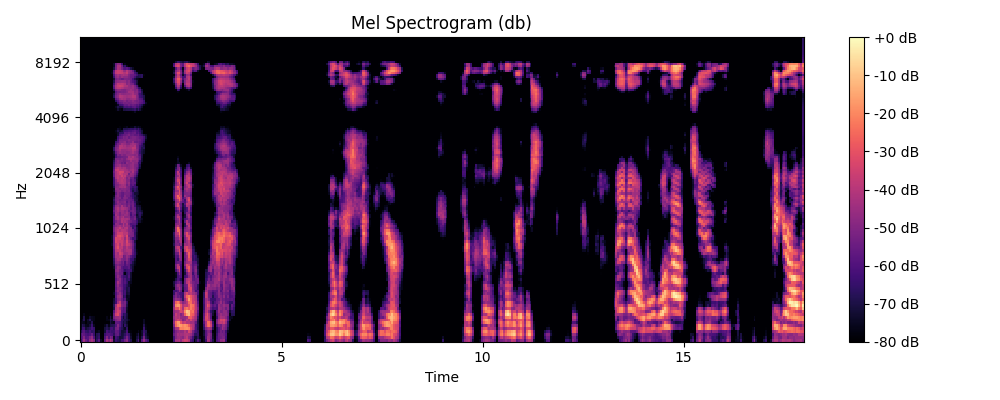 Mel Spectrogram (db)
8192
4096
2048
1024
512
0
Hz
0 5 10 15
Time
+0 dB
-10 dB
-20 dB
-30 dB
-40 dB
-50 dB
-60 dB
-70 dB
-80 dB